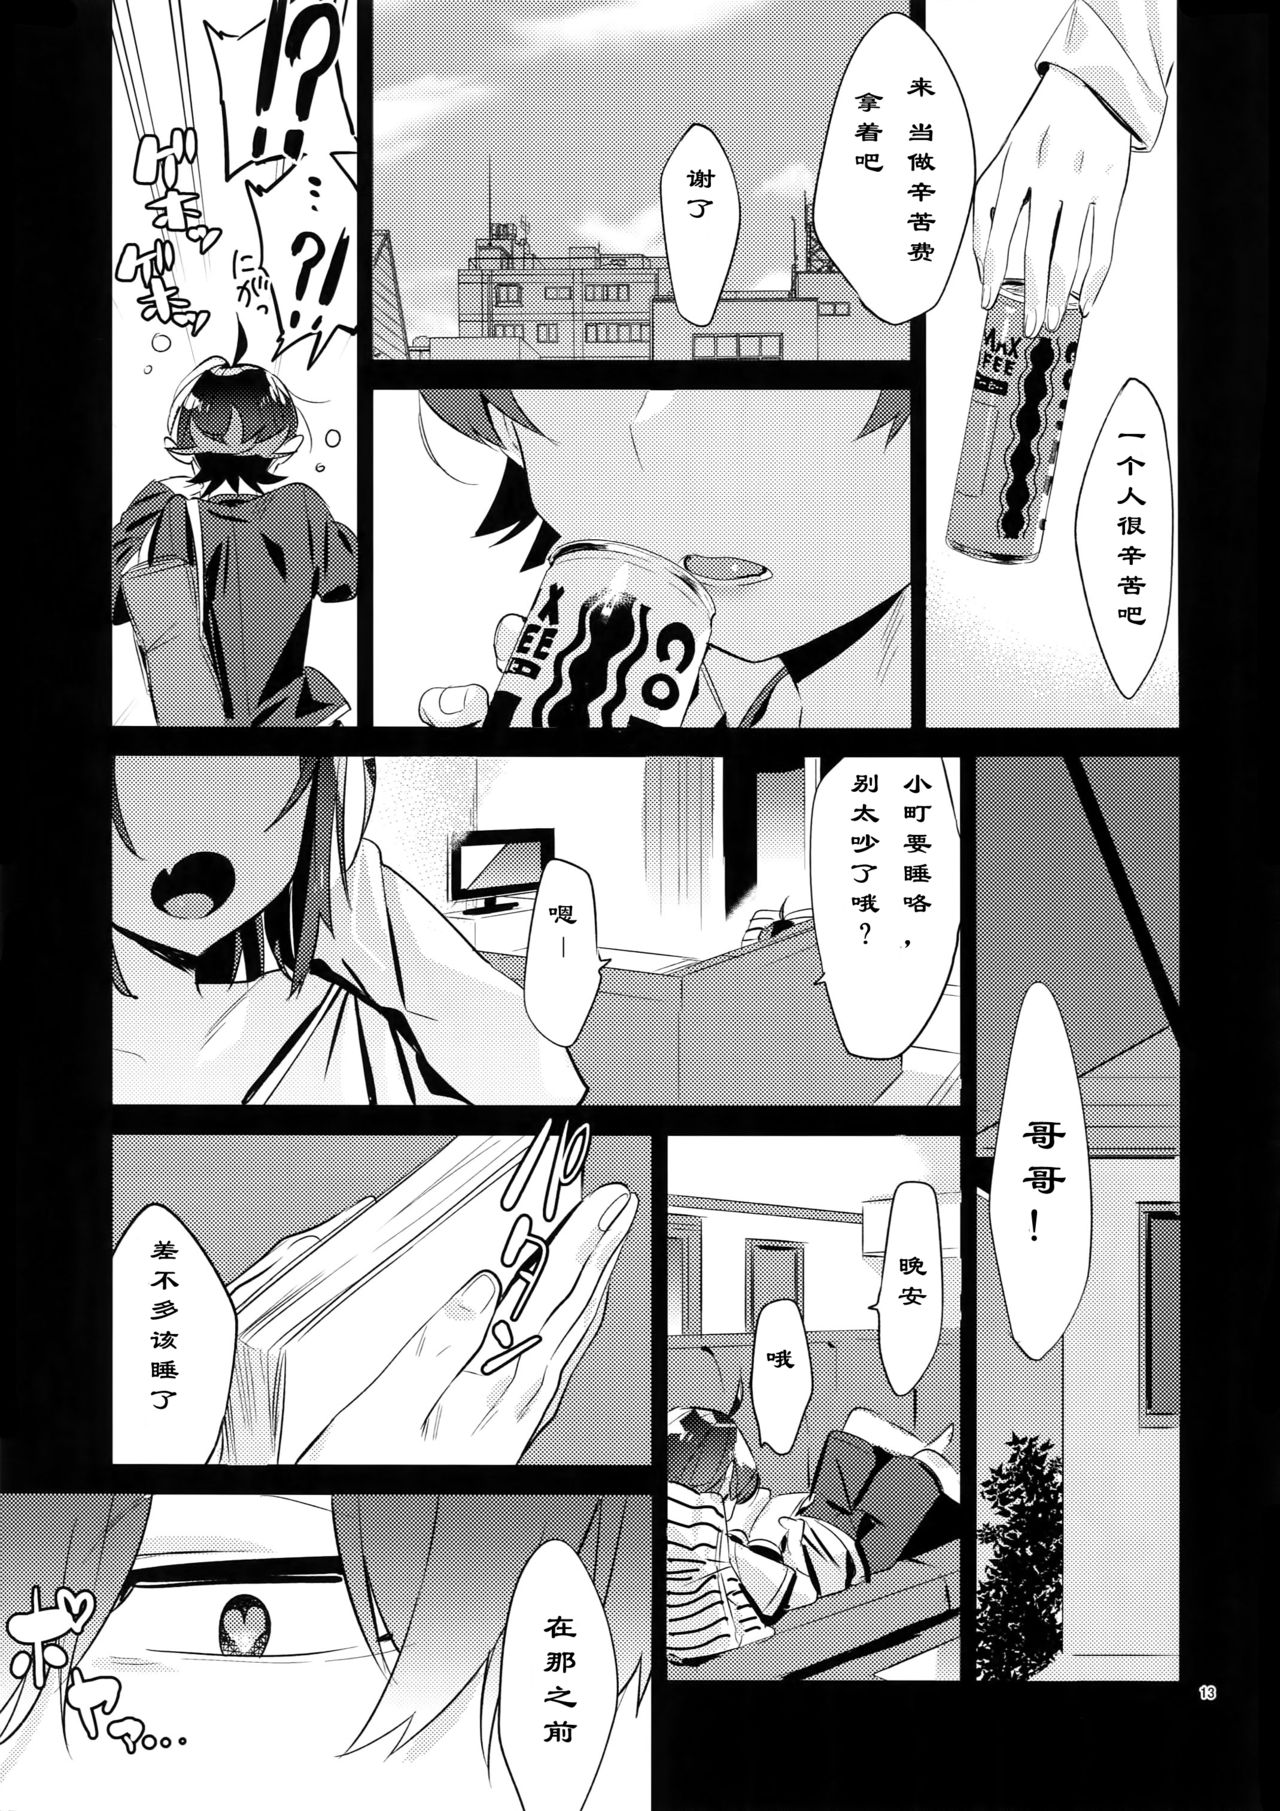 来 当做辛苦费
拿着吧
MAX
COFFEE
一个人很辛苦吧
谢了
X
EE
CO
!?!!
…?!!
にがっ
ゲホッ
ゲホッ
哥哥！
小町要睡咯，
别太吵了哦？
嗯—
晚安
哦
パタン
差不多该睡了
在那之前
ポヤァァ…
13